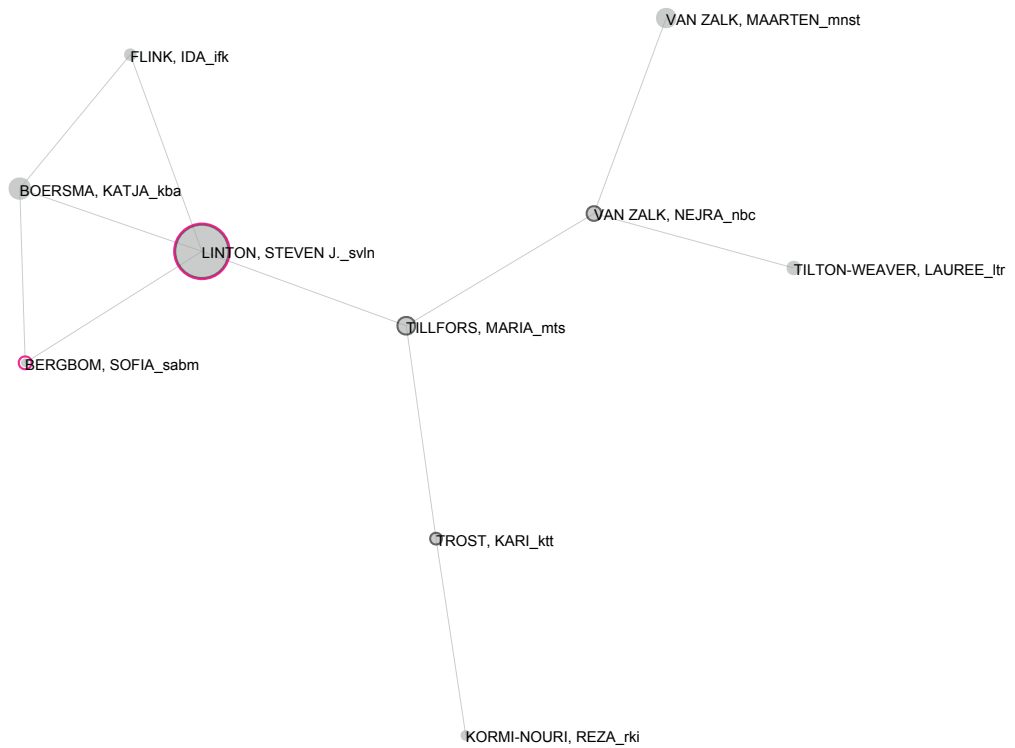 VAN ZALK, MAARTEN_mnst
FLINK, IDA_ifk
BOERSMA, KATJA_kba
VAN ZALK, NEJRA_nbc
LINTON, STEVEN J._svln
TILTON-WEAVER, LAUREE_ltr
TILLFORS, MARIA_mts
BERGBOM, SOFIA_sabm
TROST, KARI_ktt
KORMI-NOURI, REZA_rki